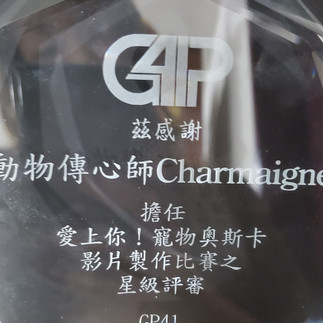 G4P
茲感謝
動物傳心師Charmaigne
擔任
愛上你！寵物奧斯卡
影片製作比賽之
星級評審
GP41